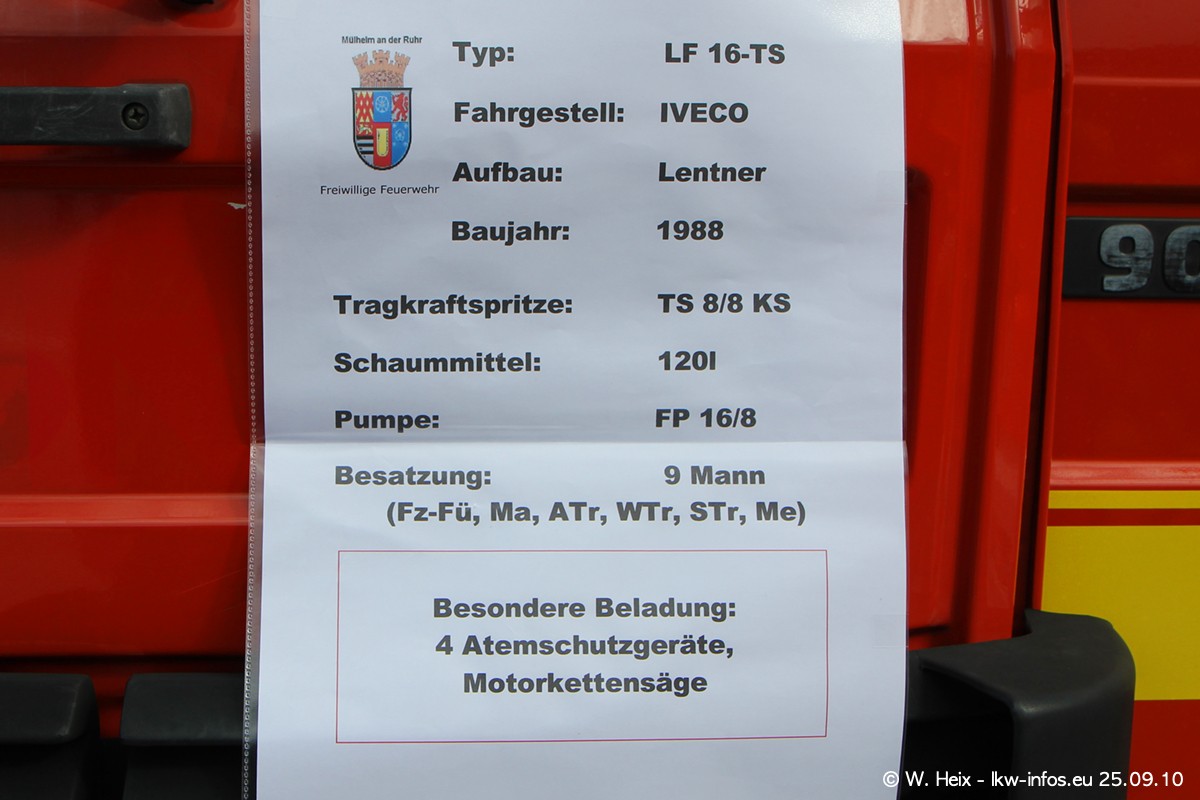 Mülheim an der Ruhr
Freiwillige Feuerwehr
Typ: LF 16-TS
Fahrgestell: IVECO
Aufbau: Lentner
Baujahr: 1988
Tragkraftspritze: TS 8/8 KS
Schaummittel: 120l
Pumpe: FP 16/8
Besatzung: 9 Mann
(Fz-Fü, Ma, ATr, WTr, STr, Me)
Besondere Beladung:
4 Atemschutzgeräte,
Motorkettensäge
90
© W. Heix - lkw-infos.eu 25.09.10